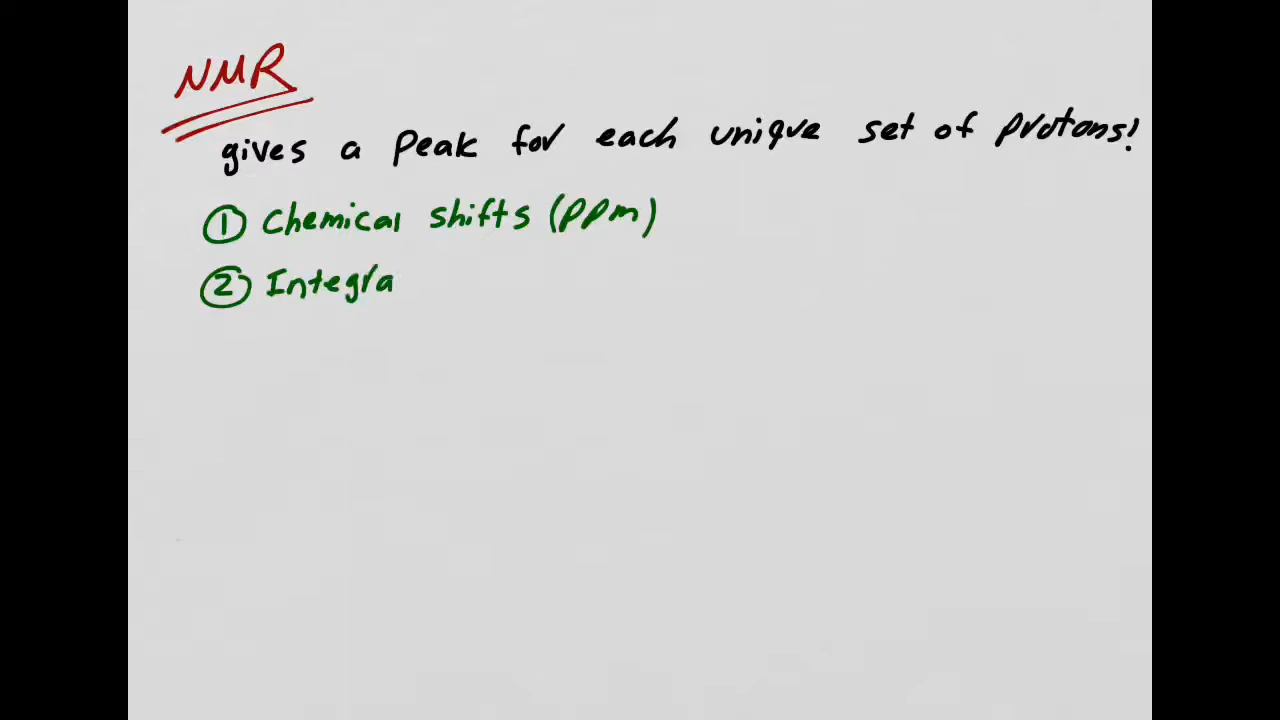 NMR
gives a peak for each unique set of protons!
① Chemical shifts (ppm)
② Integra